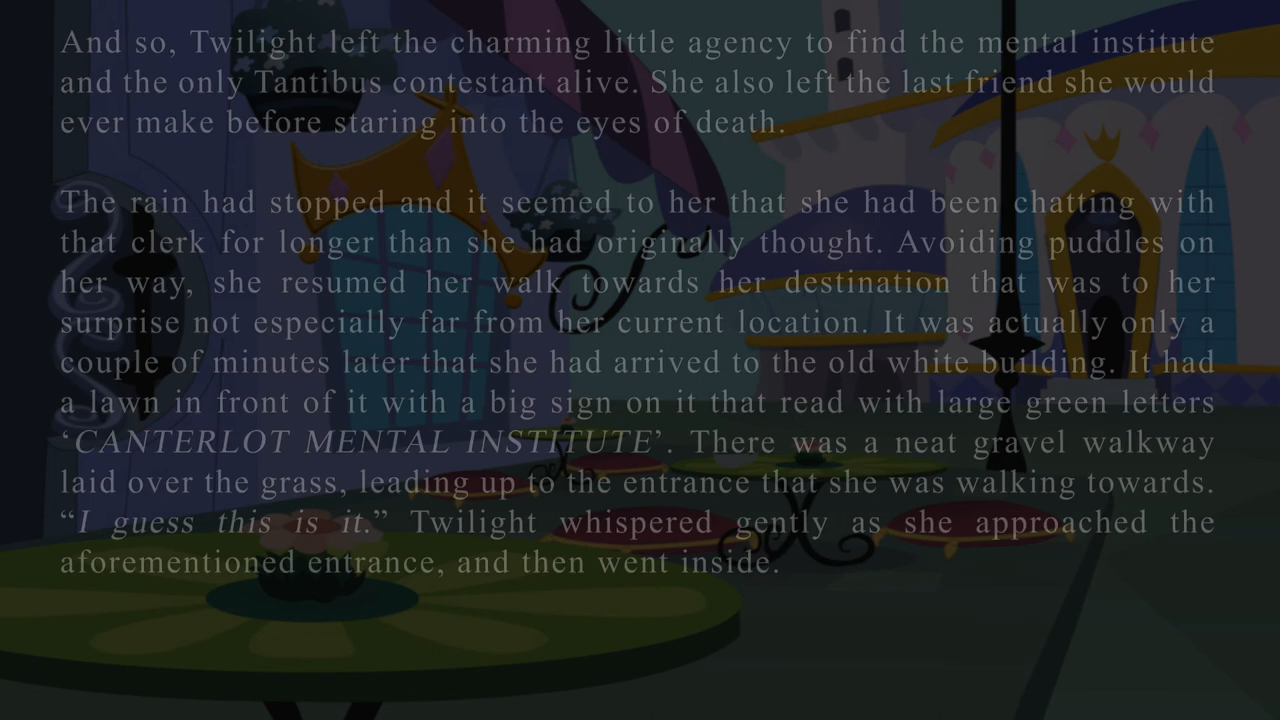 And so, Twilight left the charming little agency to find the mental institute
and the only Tantibus contestant alive. She also left the last friend she would
ever make before staring into the eyes of death.
The rain had stopped and it seemed to her that she had been chatting with
that clerk for longer than she had originally thought. Avoiding puddles on
her way, she resumed her walk towards her destination that was to her
surprise not especially far from her current location. It was actually only a
couple of minutes later that she had arrived to the old white building. It had
a lawn in front of it with a big sign on it that read with large green letters
‘CANTERLOT MENTAL INSTITUTE’. There was a neat gravel walkway
laid over the grass, leading up to the entrance that she was walking towards.
“I guess this is it.” Twilight whispered gently as she approached the
aforementioned entrance, and then went inside.